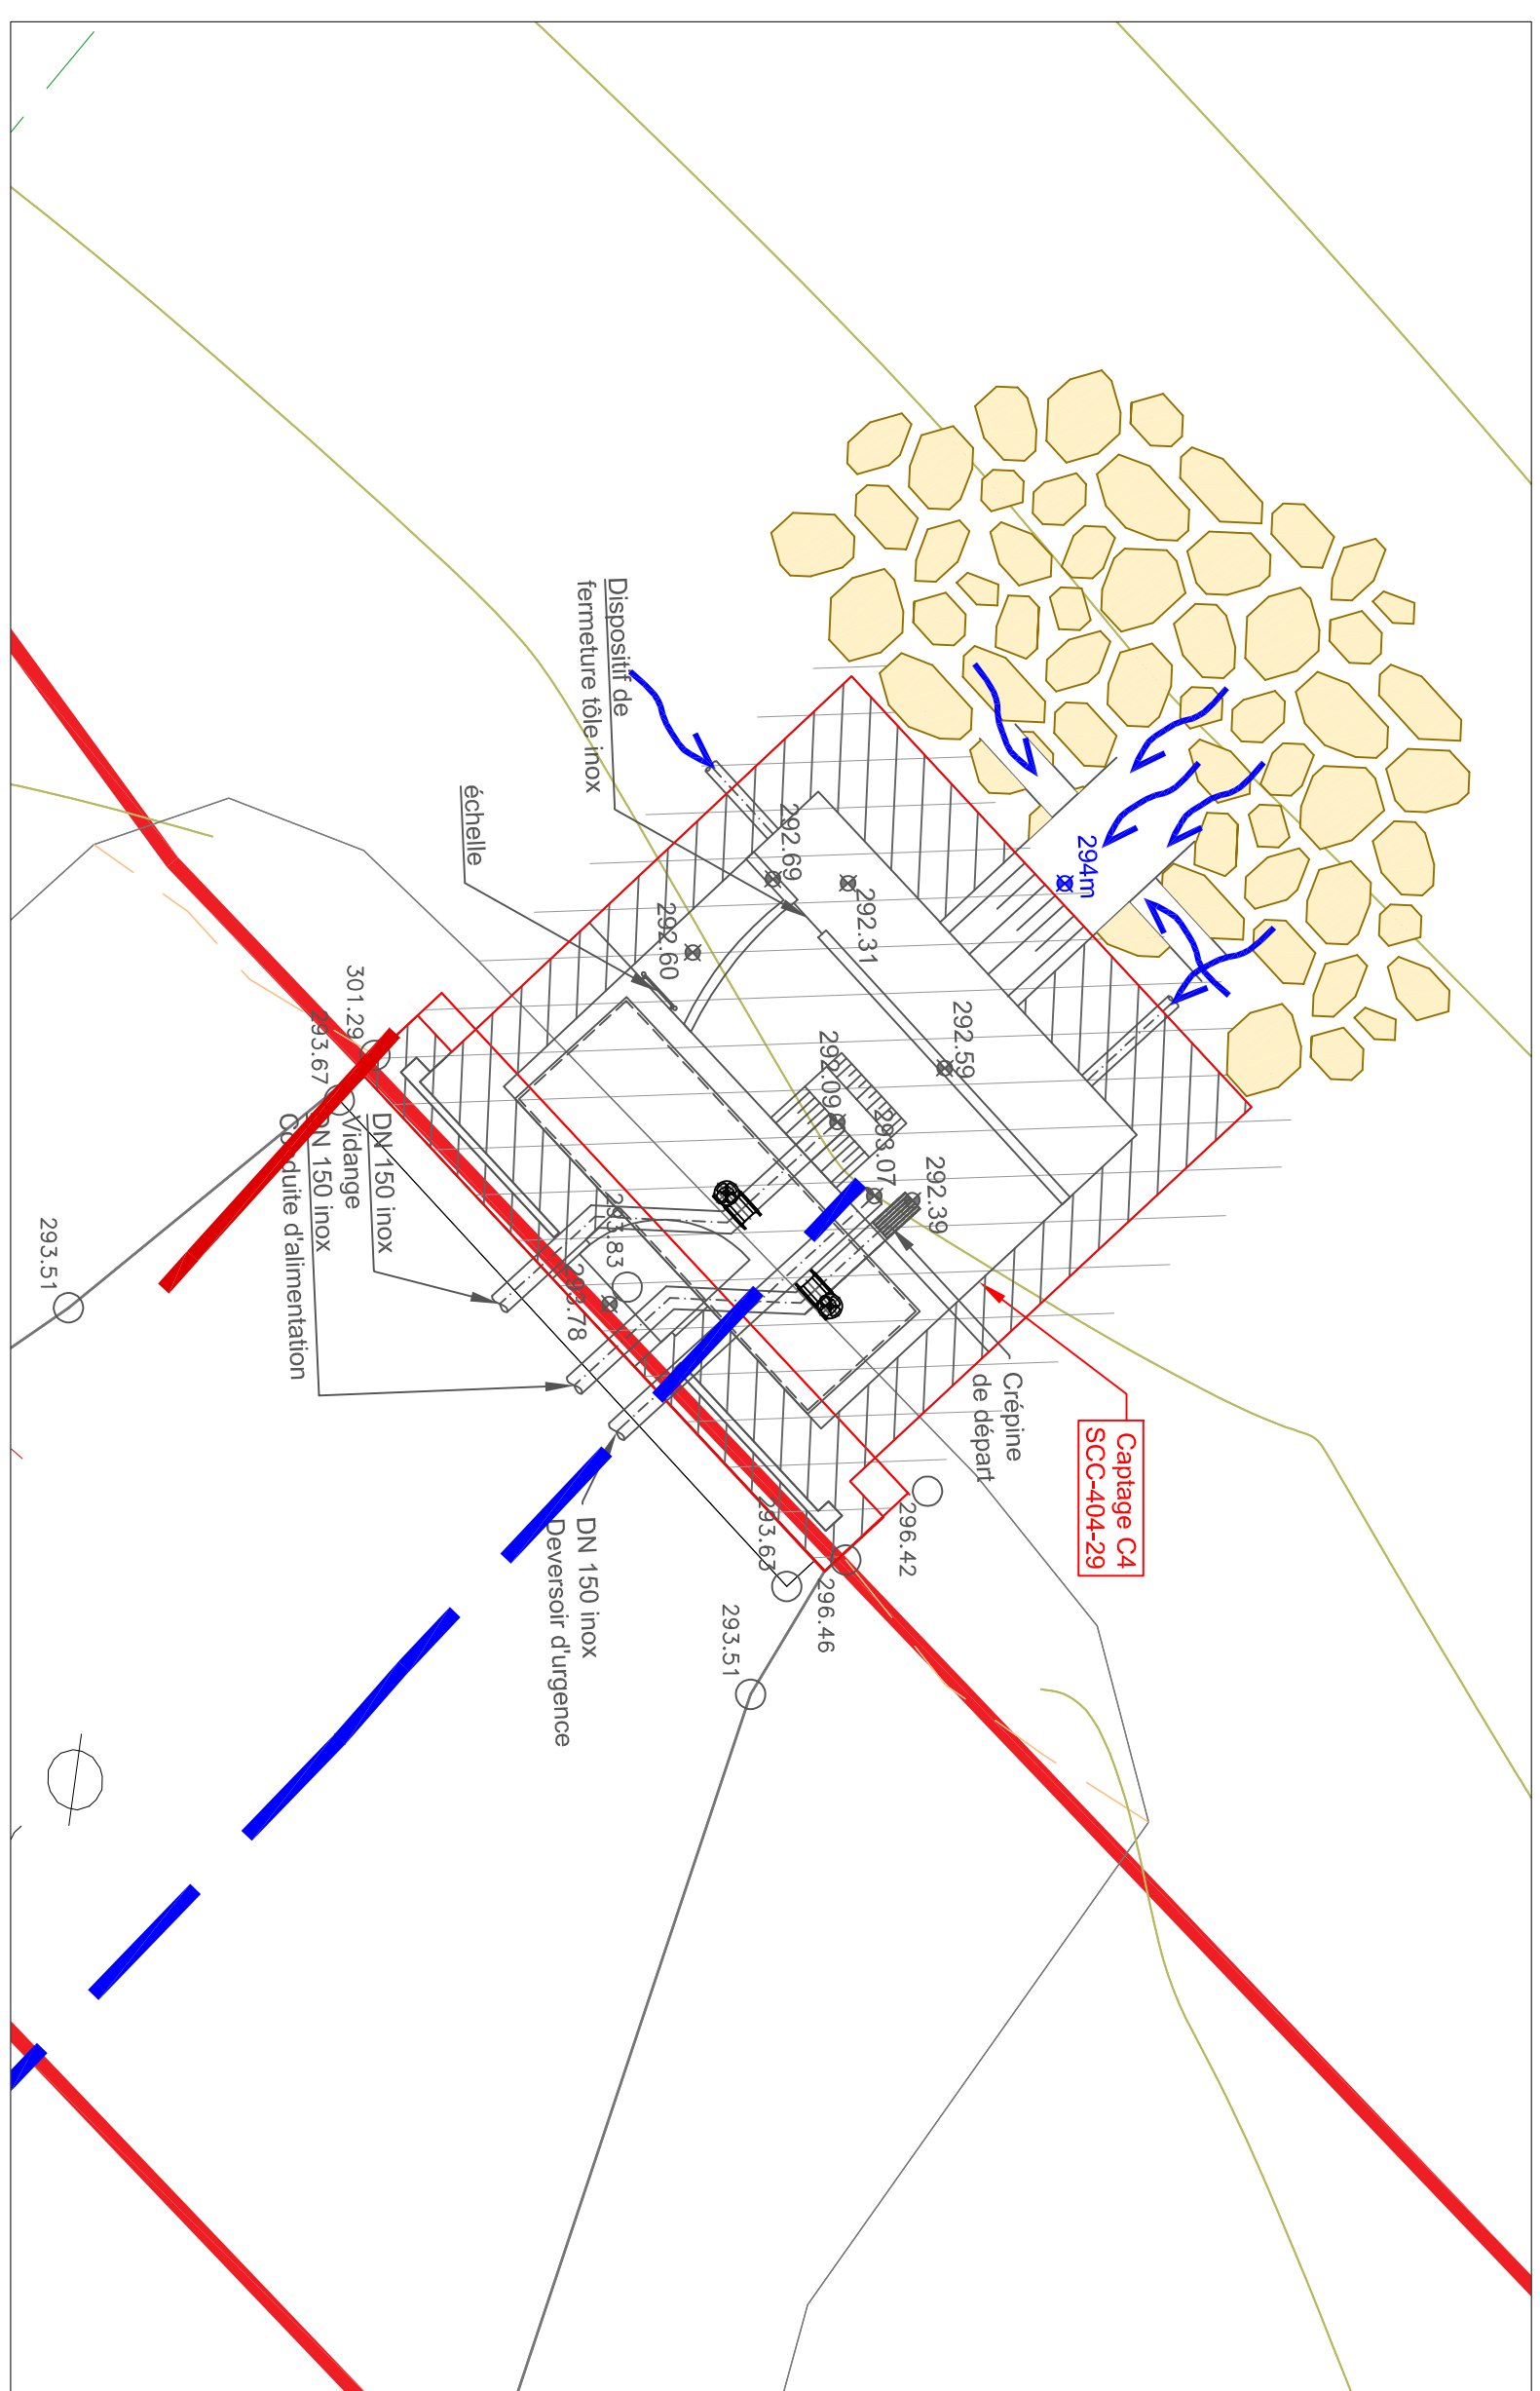 Dispositif de
fermeture tôle inox
échelle
294m
292.69
292.31
292.60
292.59
292.09
293.07
292.39
301.29
293.67
DN 150 inox
Vidange
DN 150 inox
Conduite d'alimentation
293.51
293.83
293.78
Crépine
de départ
Captage C4
SCC-404-29
296.42
293.63
296.46
DN 150 inox
Deversoir d'urgence
293.51